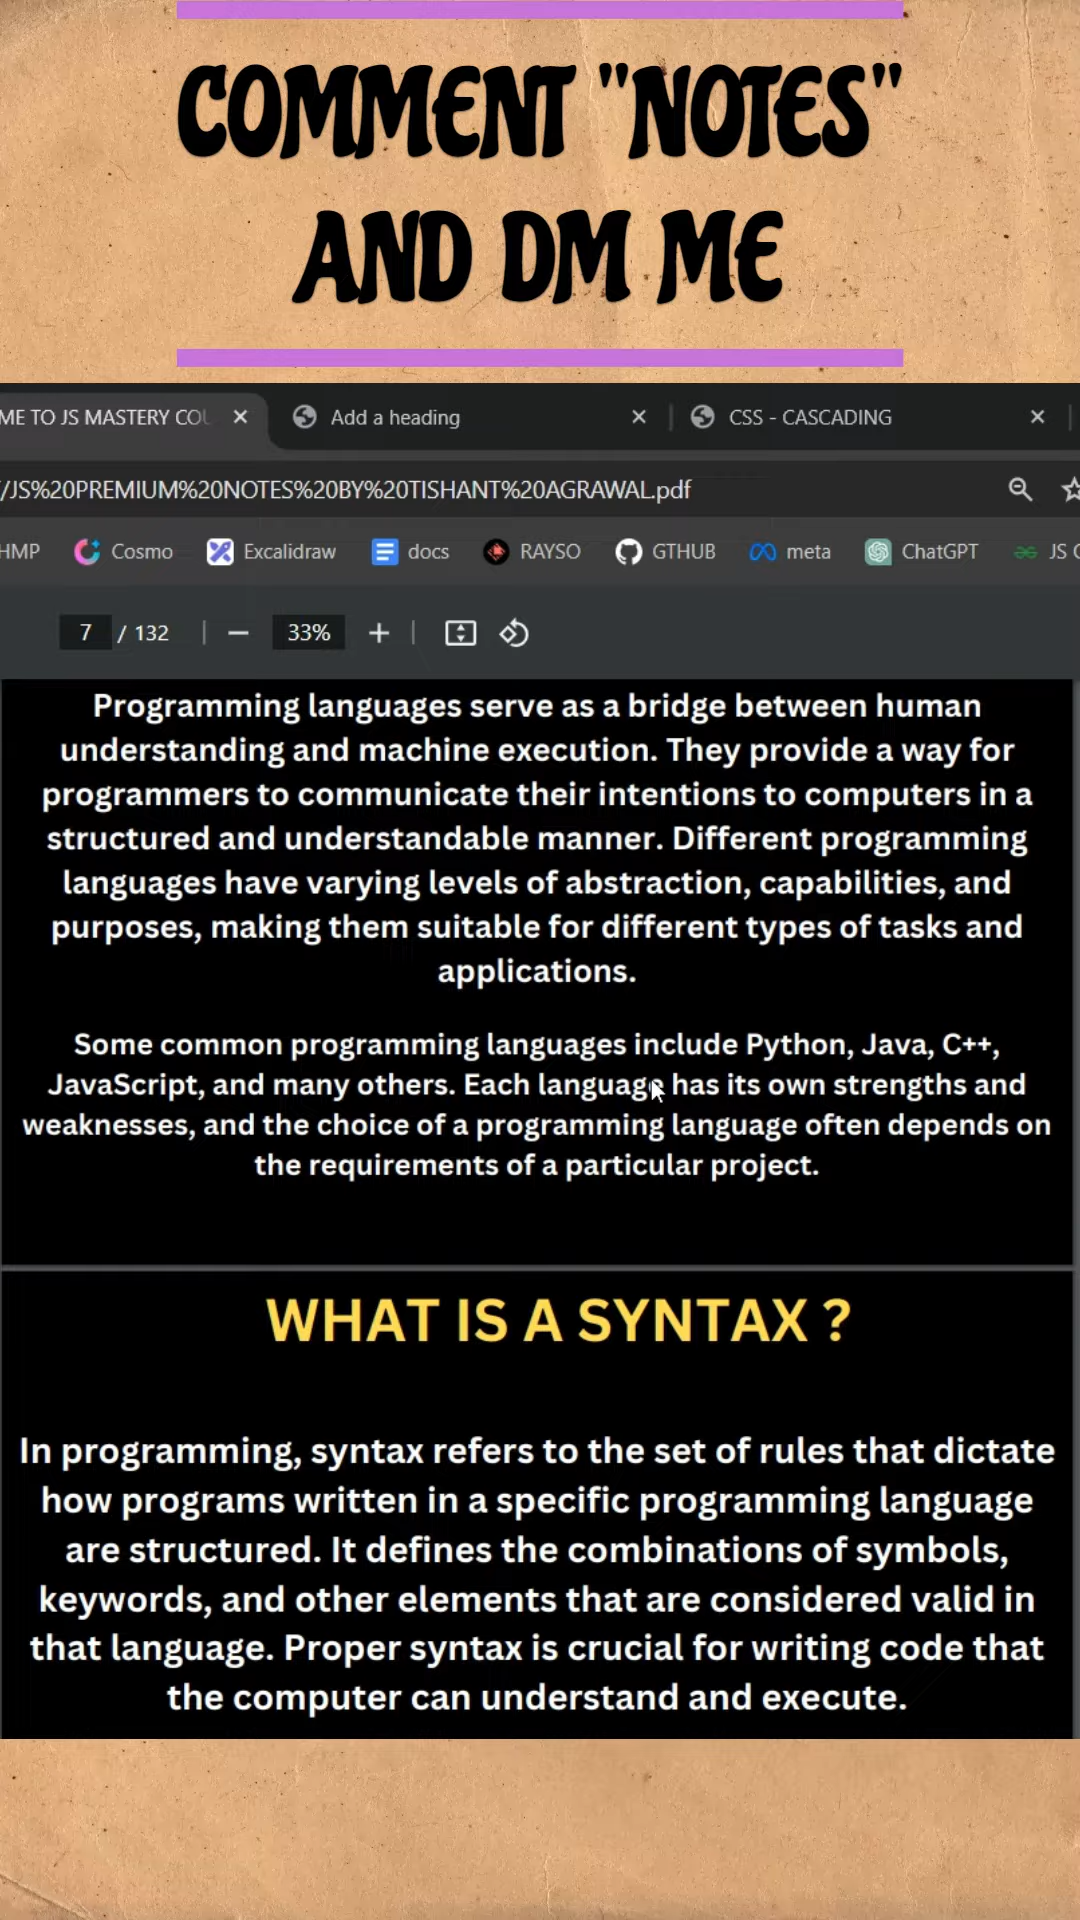 COMMENT "NOTES"
AND DM ME
ME TO JS MASTERY COU
Add a heading
CSS - CASCADING
/JS%20PREMIUM%20NOTES%20BY%20TISHANT%20AGRAWAL.pdf
HMP
Cosmo
Excalidraw
docs
RAYSO
GTHUB
meta
ChatGPT
JS
7 / 132
33%
Programming languages serve as a bridge between human
understanding and machine execution. They provide a way for
programmers to communicate their intentions to computers in a
structured and understandable manner. Different programming
languages have varying levels of abstraction, capabilities, and
purposes, making them suitable for different types of tasks and
applications.
Some common programming languages include Python, Java, C++,
JavaScript, and many others. Each language has its own strengths and
weaknesses, and the choice of a programming language often depends on
the requirements of a particular project.
WHAT IS A SYNTAX ?
In programming, syntax refers to the set of rules that dictate
how programs written in a specific programming language
are structured. It defines the combinations of symbols,
keywords, and other elements that are considered valid in
that language. Proper syntax is crucial for writing code that
the computer can understand and execute.